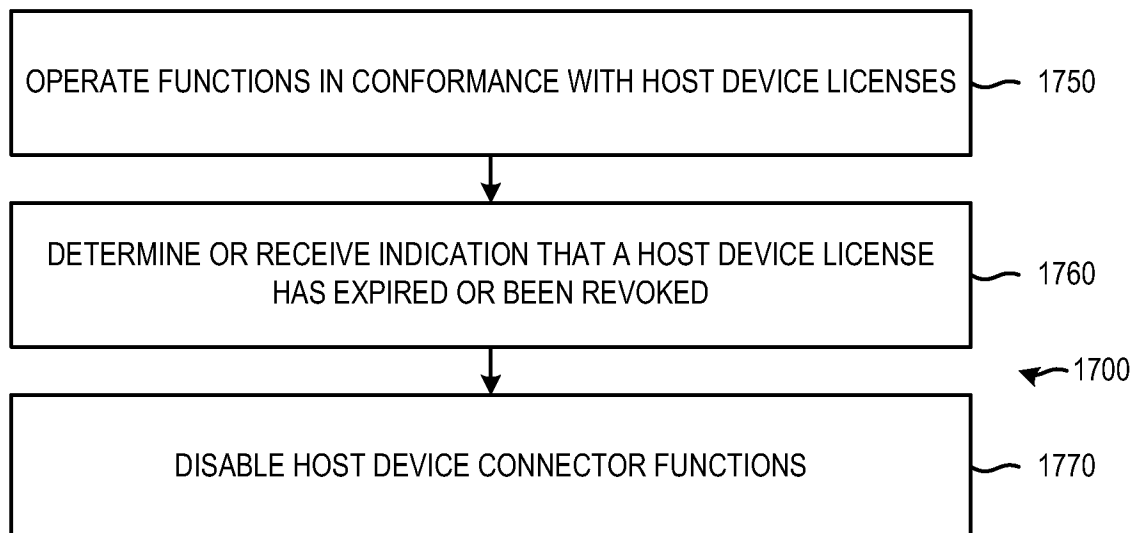 OPERATE FUNCTIONS IN CONFORMANCE WITH HOST DEVICE LICENSES
1750
DETERMINE OR RECEIVE INDICATION THAT A HOST DEVICE LICENSE
HAS EXPIRED OR BEEN REVOKED
1760
1700
DISABLE HOST DEVICE CONNECTOR FUNCTIONS
1770